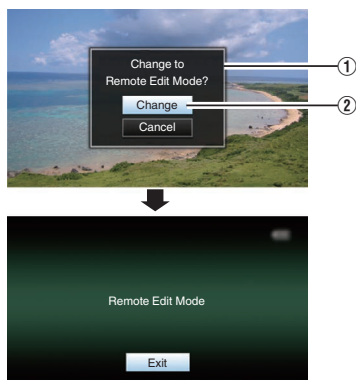 Change to
Remote Edit Mode?
①
Change
②
Cancel
Remote Edit Mode
Exit